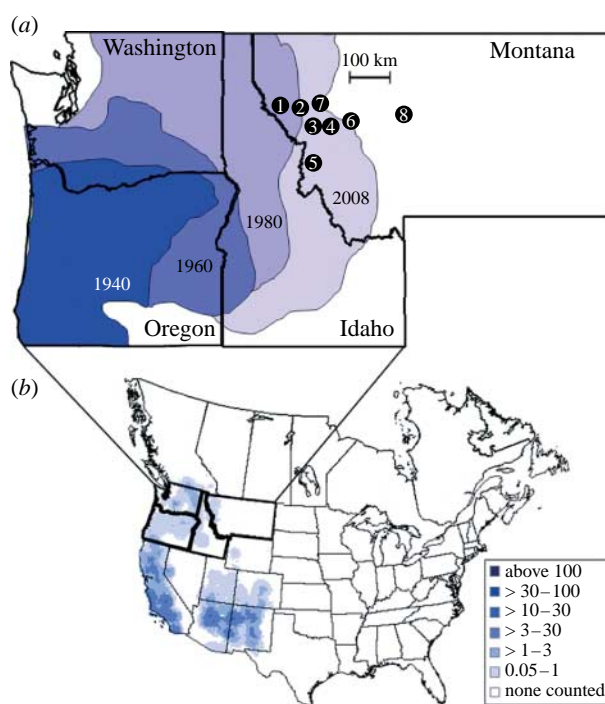 (a)
Washington
Montana
100 km
1 2 7 8
3 4 6
5
2008
1980
1960
1940
Oregon
Idaho
(b)
above 100
> 30–100
> 10–30
> 3–30
> 1–3
0.05–1
none counted